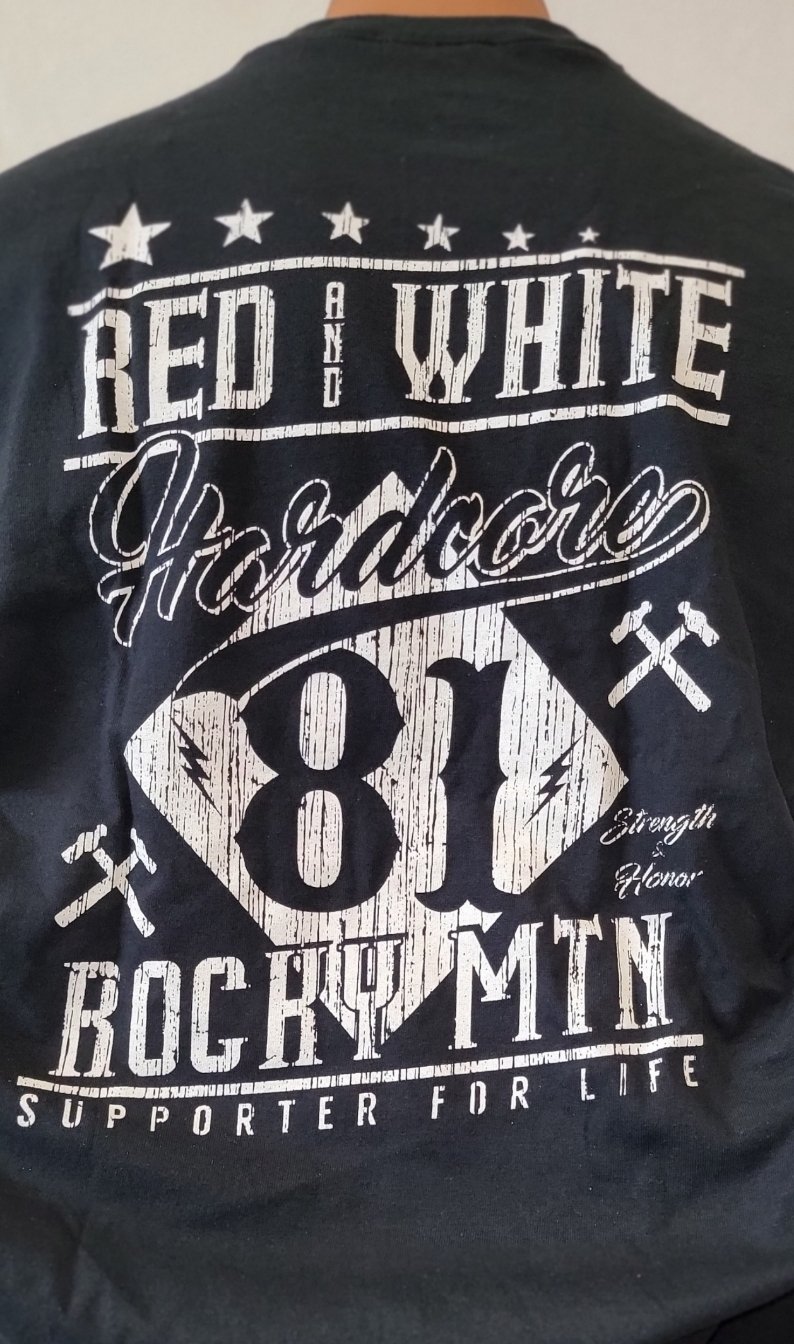 RED AND WHITE
Hardcore
81
Strength
&
Honor
ROCKY MTN
SUPPORTER FOR LIFE